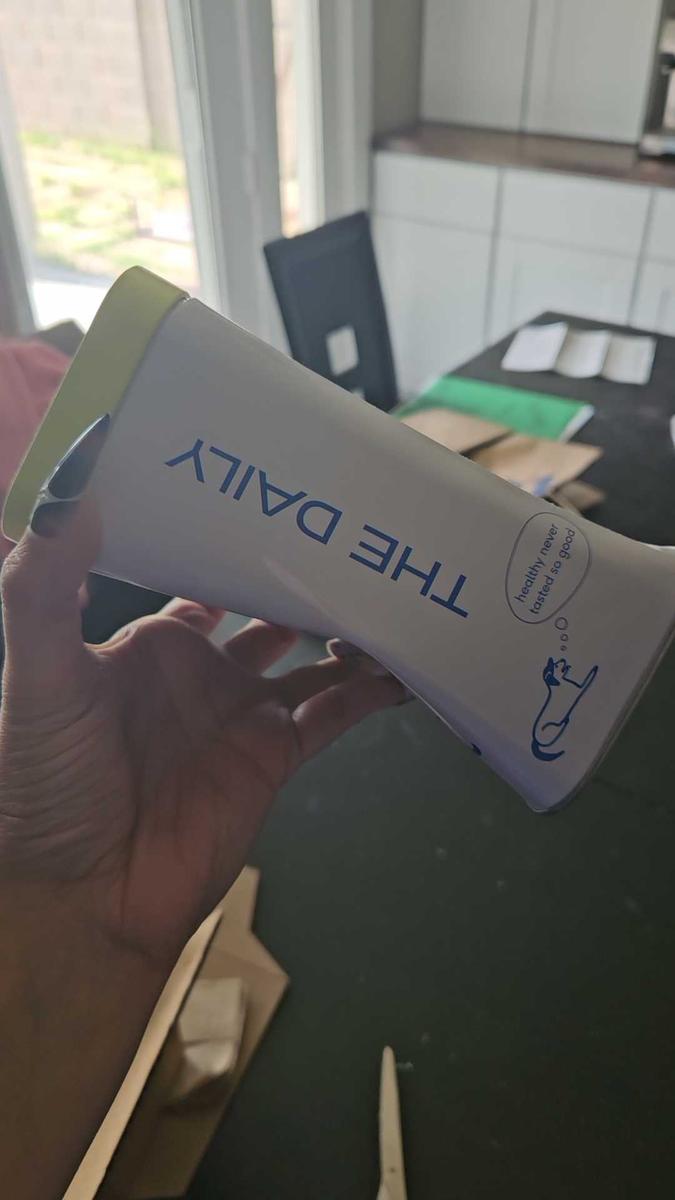 THE DAILY
healthy never
tasted so good